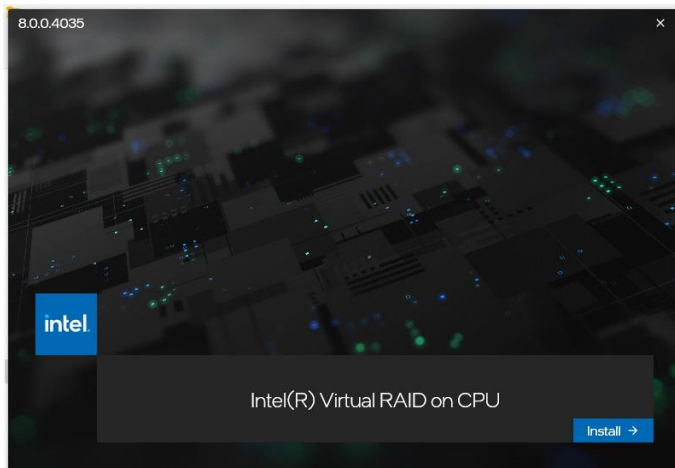 8.0.0.4035
intel.
Intel(R) Virtual RAID on CPU
Install →